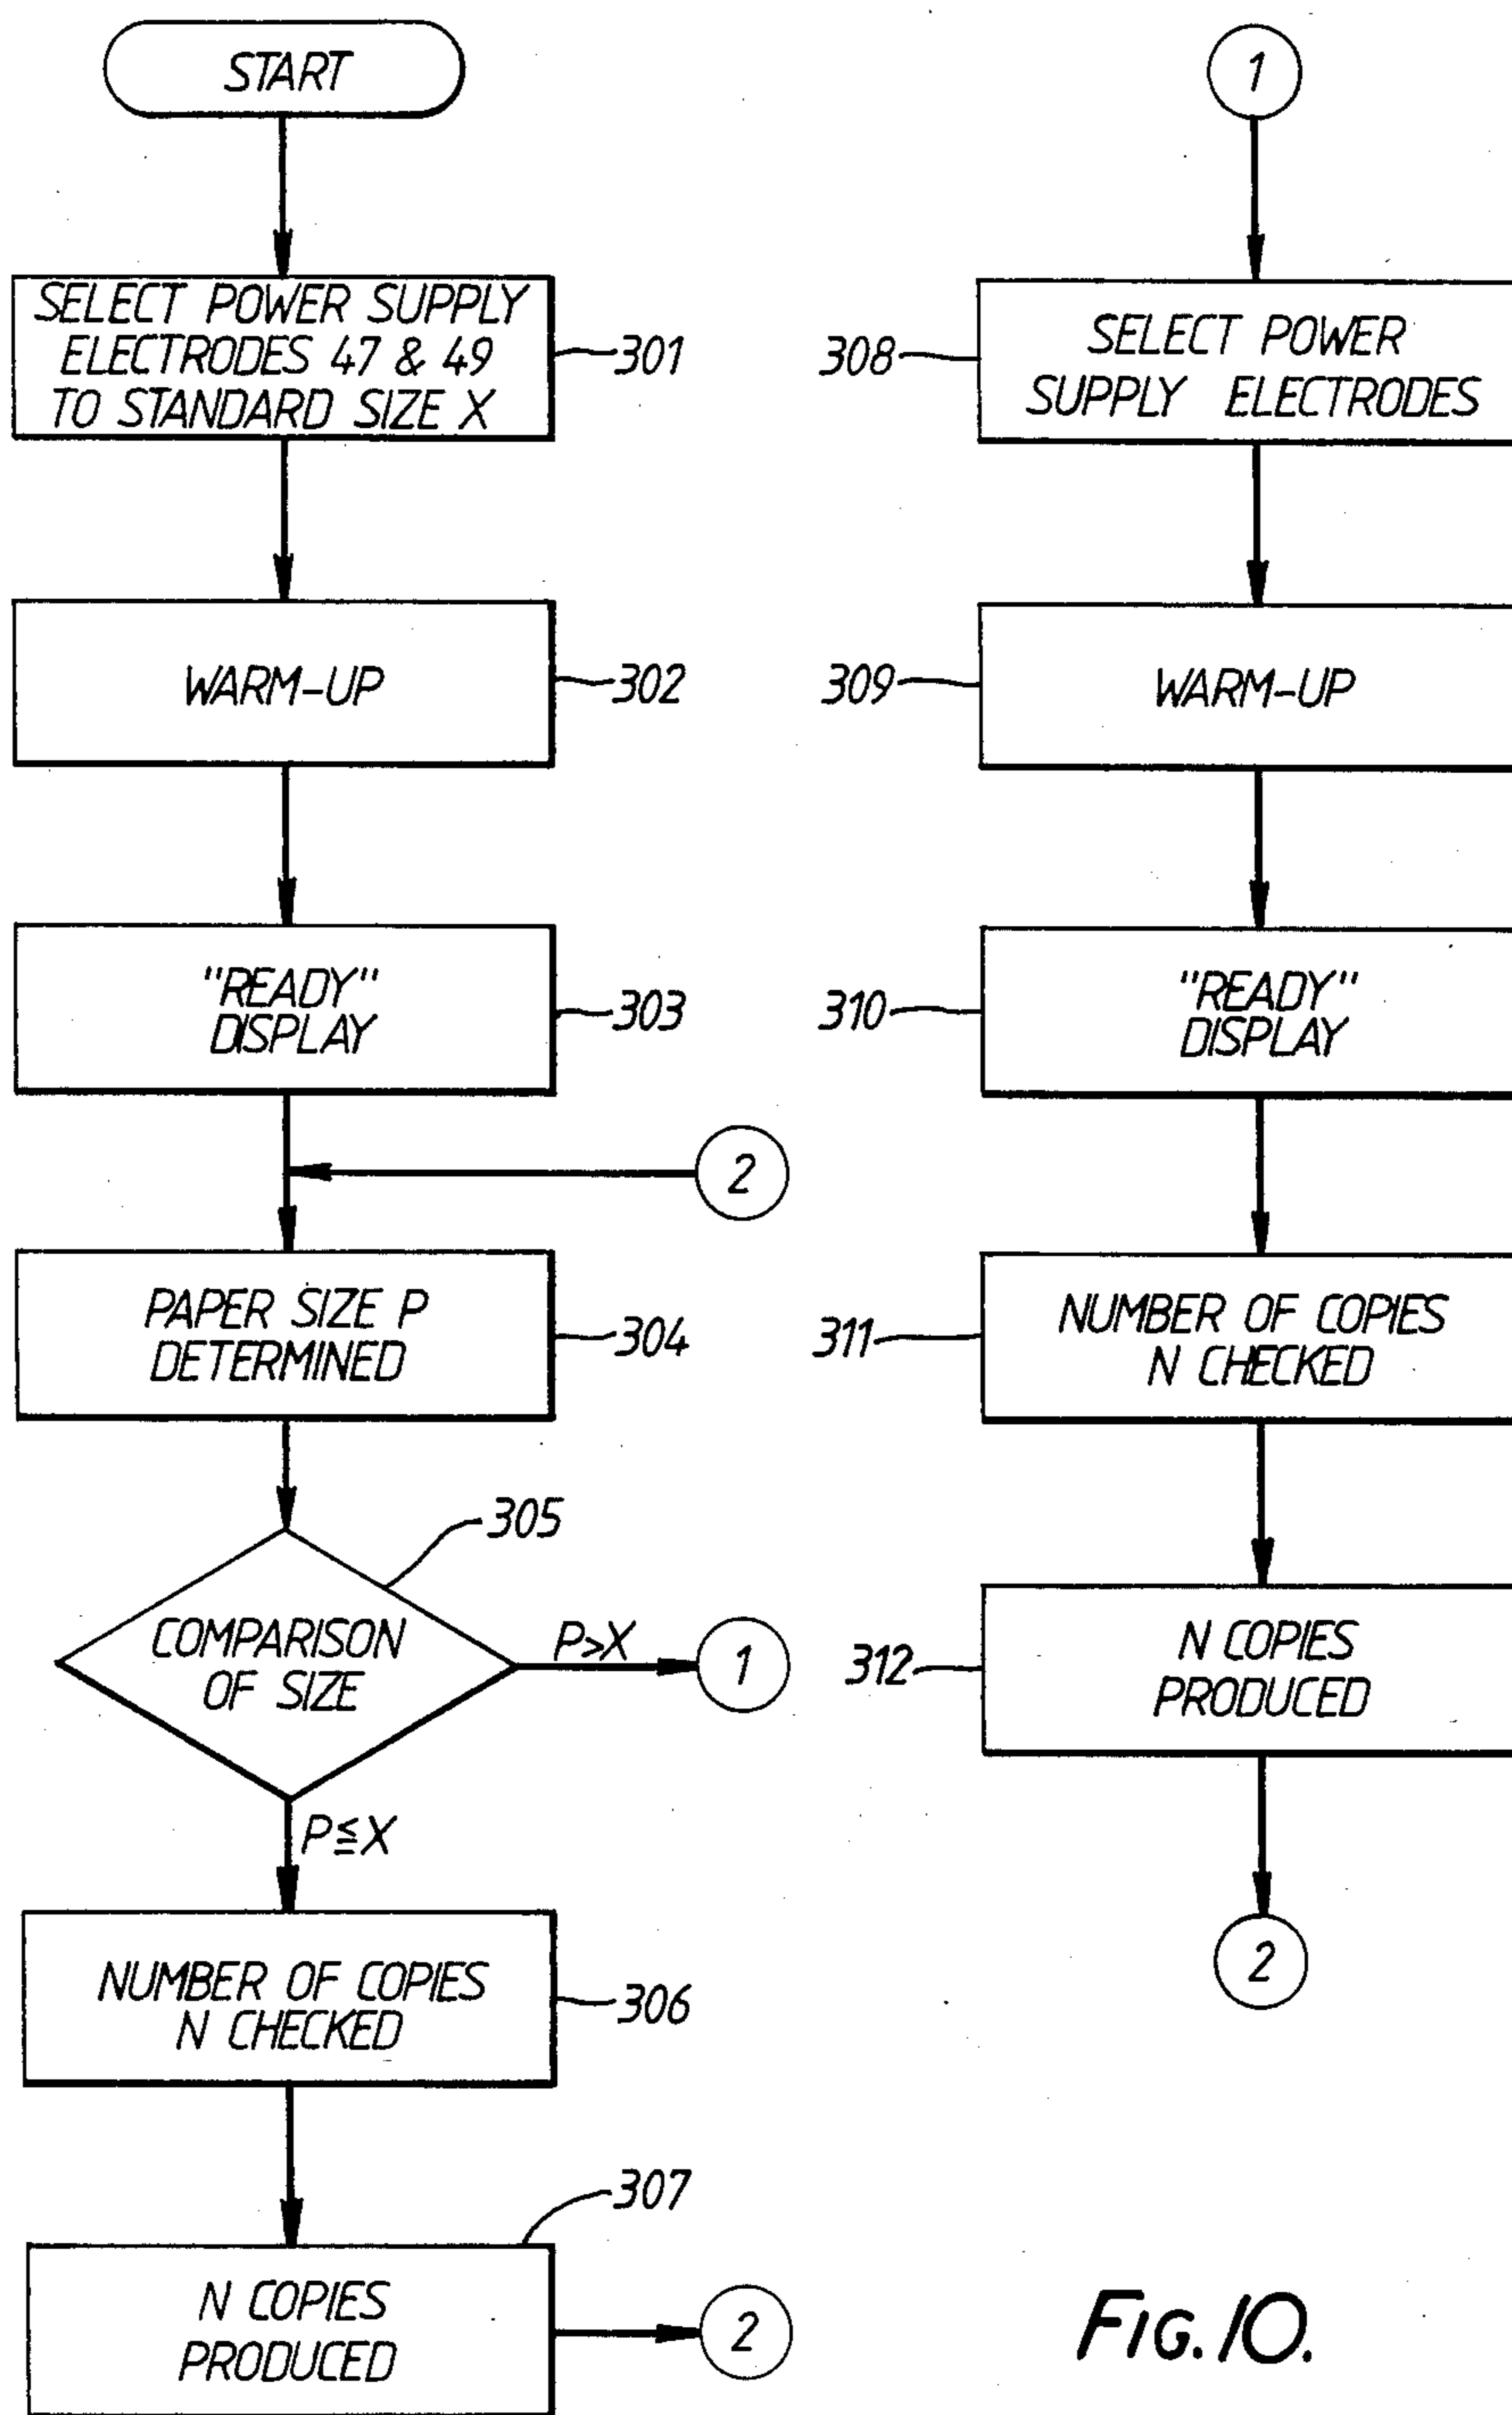 START
SELECT POWER SUPPLY
ELECTRODES 47 & 49
TO STANDARD SIZE X
301
WARM-UP
302
"READY"
DISPLAY
303
2
PAPER SIZE P
DETERMINED
304
305
COMPARISON
OF SIZE
P>X
1
P≦X
NUMBER OF COPIES
N CHECKED
306
307
N COPIES
PRODUCED
2
1
308
SELECT POWER
SUPPLY ELECTRODES
309
WARM-UP
310
"READY"
DISPLAY
311
NUMBER OF COPIES
N CHECKED
312
N COPIES
PRODUCED
2
FIG. 10.